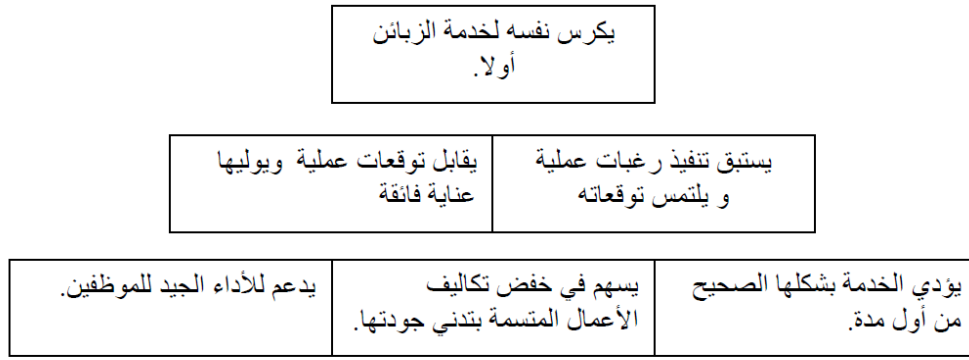 يكرس نفسه لخدمة الزبائن
أولا.
يستبق تنفيذ رغبات عملية
و يلتمس توقعاته
يقابل توقعات عملية ويوليها
عناية فائقة
يؤدي الخدمة بشكلها الصحيح
من أول مدة.
يسهم في خفض تكاليف
الأعمال المتسمة بتدني جودتها.
يدعم للأداء الجيد للموظفين.